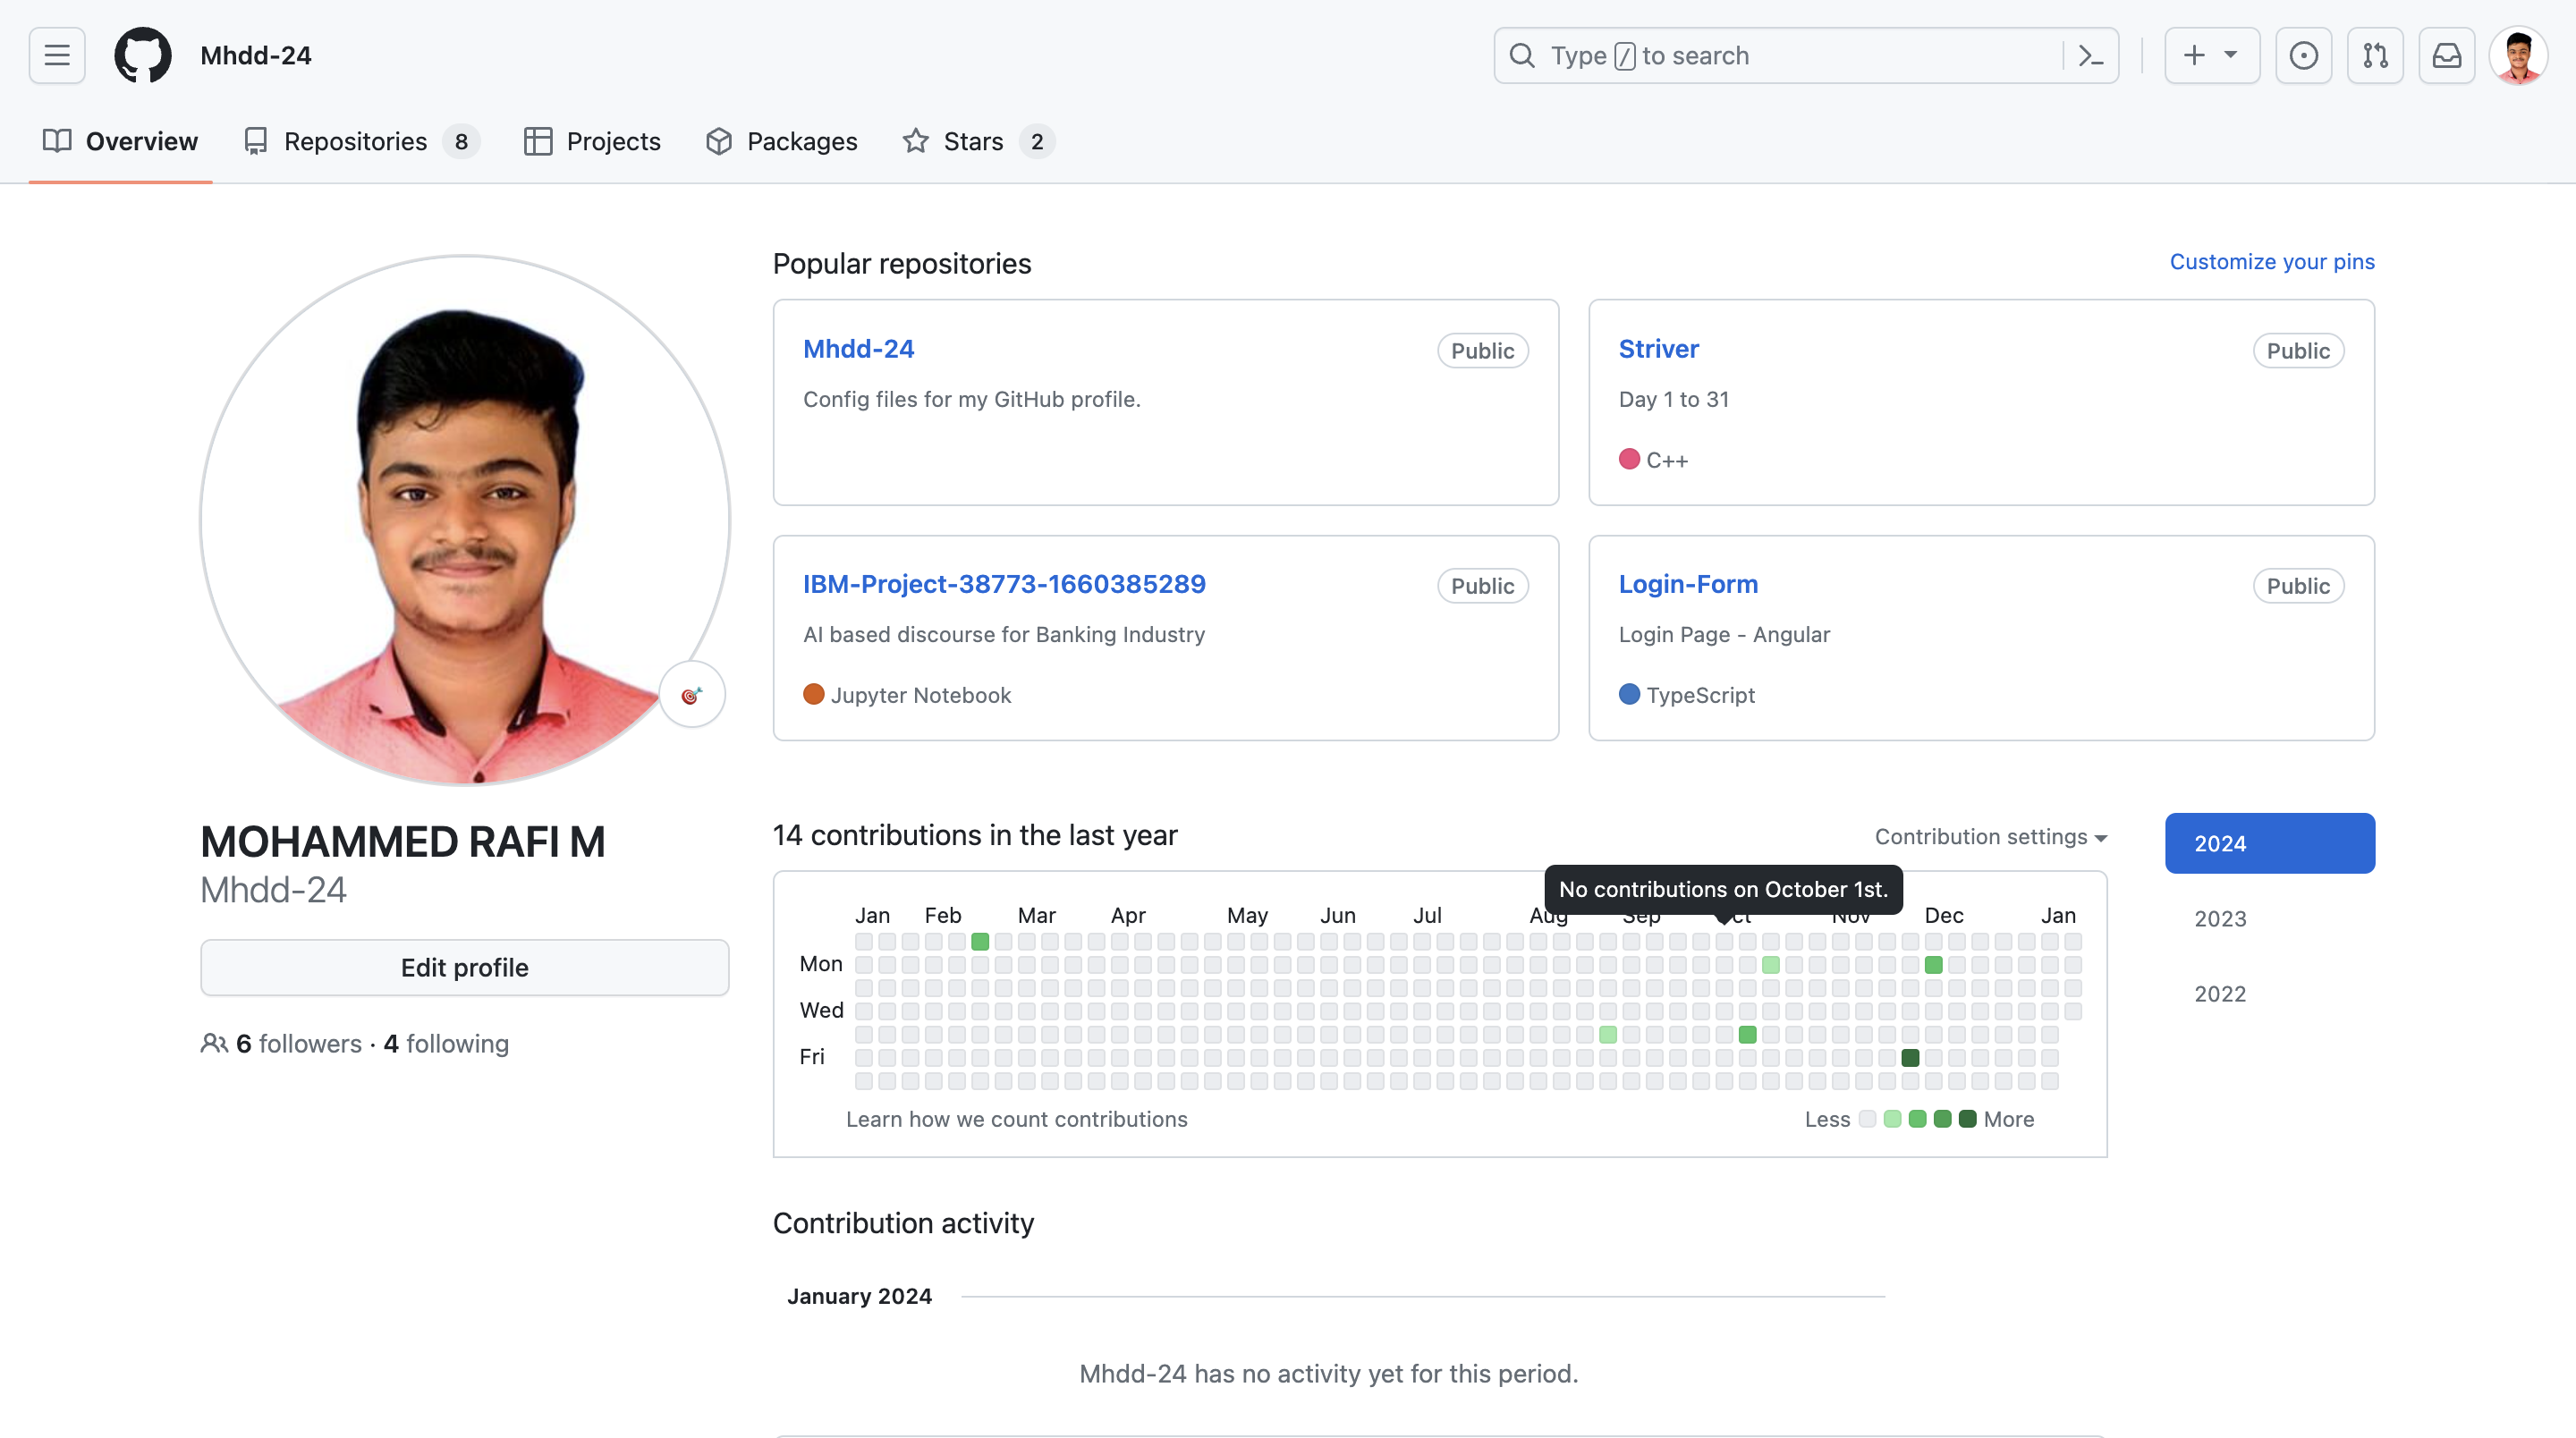 Mhdd-24
Type / to search
Overview
Repositories 8
Projects
Packages
Stars 2
MOHAMMED RAFI M
Mhdd-24
Edit profile
6 followers · 4 following
Popular repositories
Customize your pins
Mhdd-24
Public
Config files for my GitHub profile.
Striver
Public
Day 1 to 31
C++
IBM-Project-38773-1660385289
Public
AI based discourse for Banking Industry
Jupyter Notebook
Login-Form
Public
Login Page - Angular
TypeScript
14 contributions in the last year
Contribution settings
2024
2023
2022
No contributions on October 1st.
Jan Feb Mar Apr May Jun Jul Aug Sep Oct Nov Dec Jan
Mon
Wed
Fri
Learn how we count contributions
Less More
Contribution activity
January 2024
Mhdd-24 has no activity yet for this period.